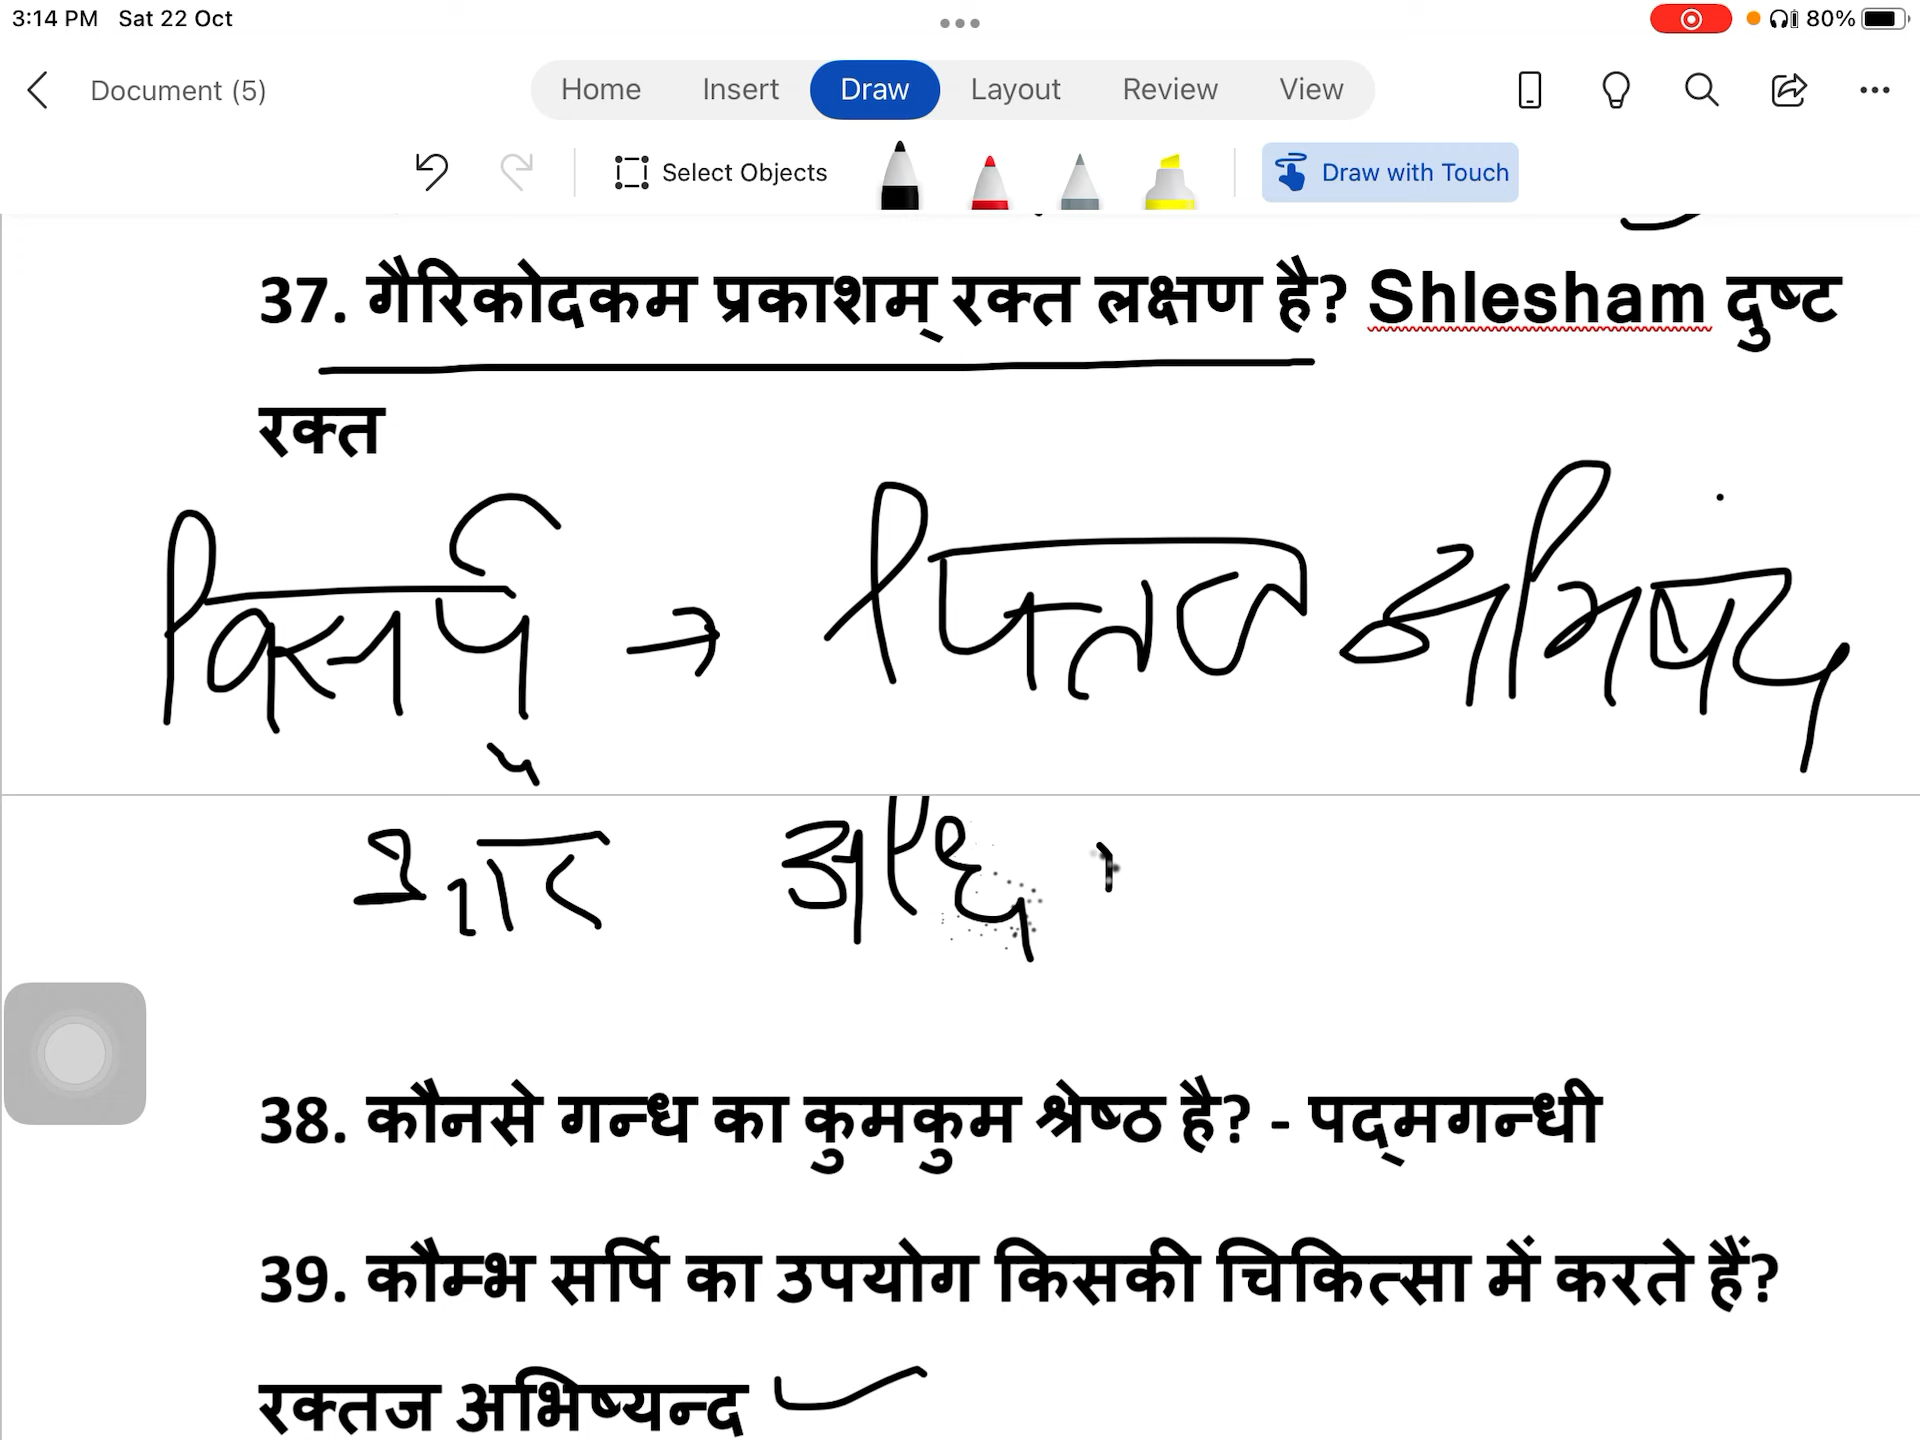 3:14 PM Sat 22 Oct 80%
Document (5) Home Insert Draw Layout Review View
Select Objects Draw with Touch
37. गैरिकोदकम प्रकाशम् रक्त लक्षण है? Shlesham दुष्ट
रक्त
विसर्प → पित्तज
38. कौनसे गन्ध का कुमकुम श्रेष्ठ है? - पद्मगन्धी
39. कौम्भ सर्पि का उपयोग किसकी चिकित्सा में करते हैं?
रक्तज अभिष्यन्द